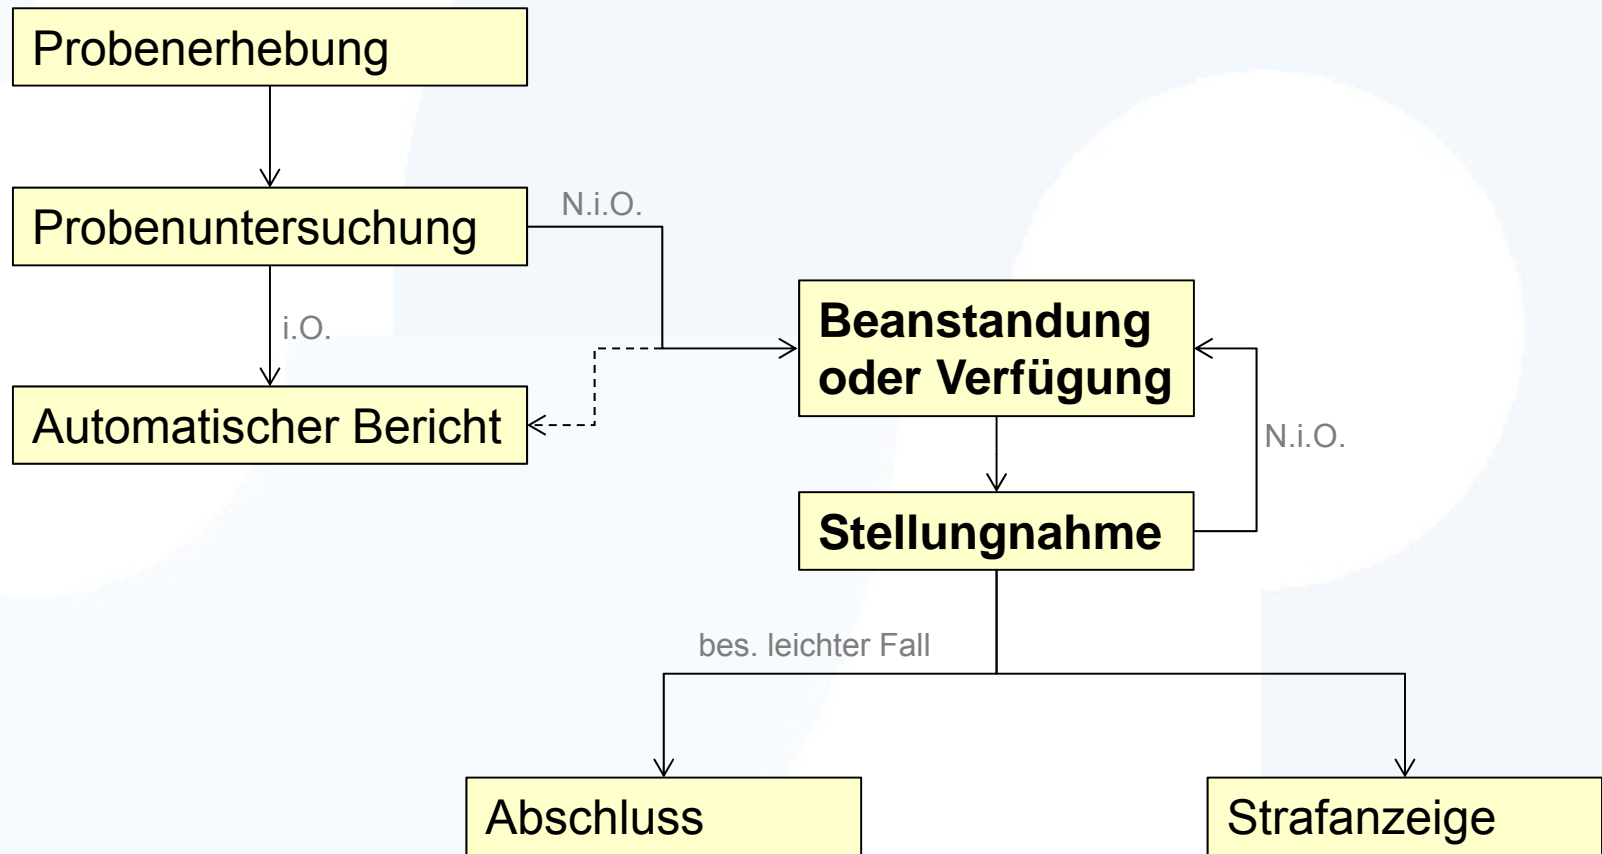 Probenerhebung
Probenuntersuchung
N.i.O.
i.O.
Automatischer Bericht
Beanstandung
oder Verfügung
N.i.O.
Stellungnahme
bes. leichter Fall
Abschluss
Strafanzeige